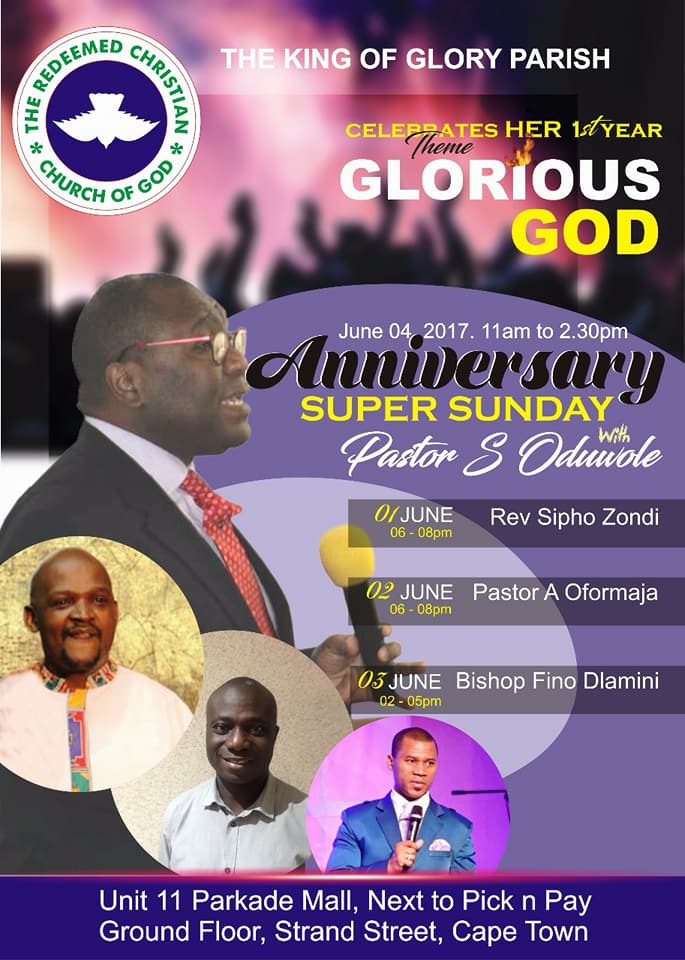 THE REDEEMED CHRISTIAN
CHURCH OF GOD
THE KING OF GLORY PARISH
CELEBRATES HER 1st YEAR
Theme
GLORIOUS
GOD
June 04, 2017. 11am to 2.30pm
Anniversary
SUPER SUNDAY
With
Pastor S Oduwole
01 JUNE Rev Sipho Zondi
06 - 08pm
02 JUNE Pastor A Oformaja
06 - 08pm
03 JUNE Bishop Fino Dlamini
02 - 05pm
Unit 11 Parkade Mall, Next to Pick n Pay
Ground Floor, Strand Street, Cape Town